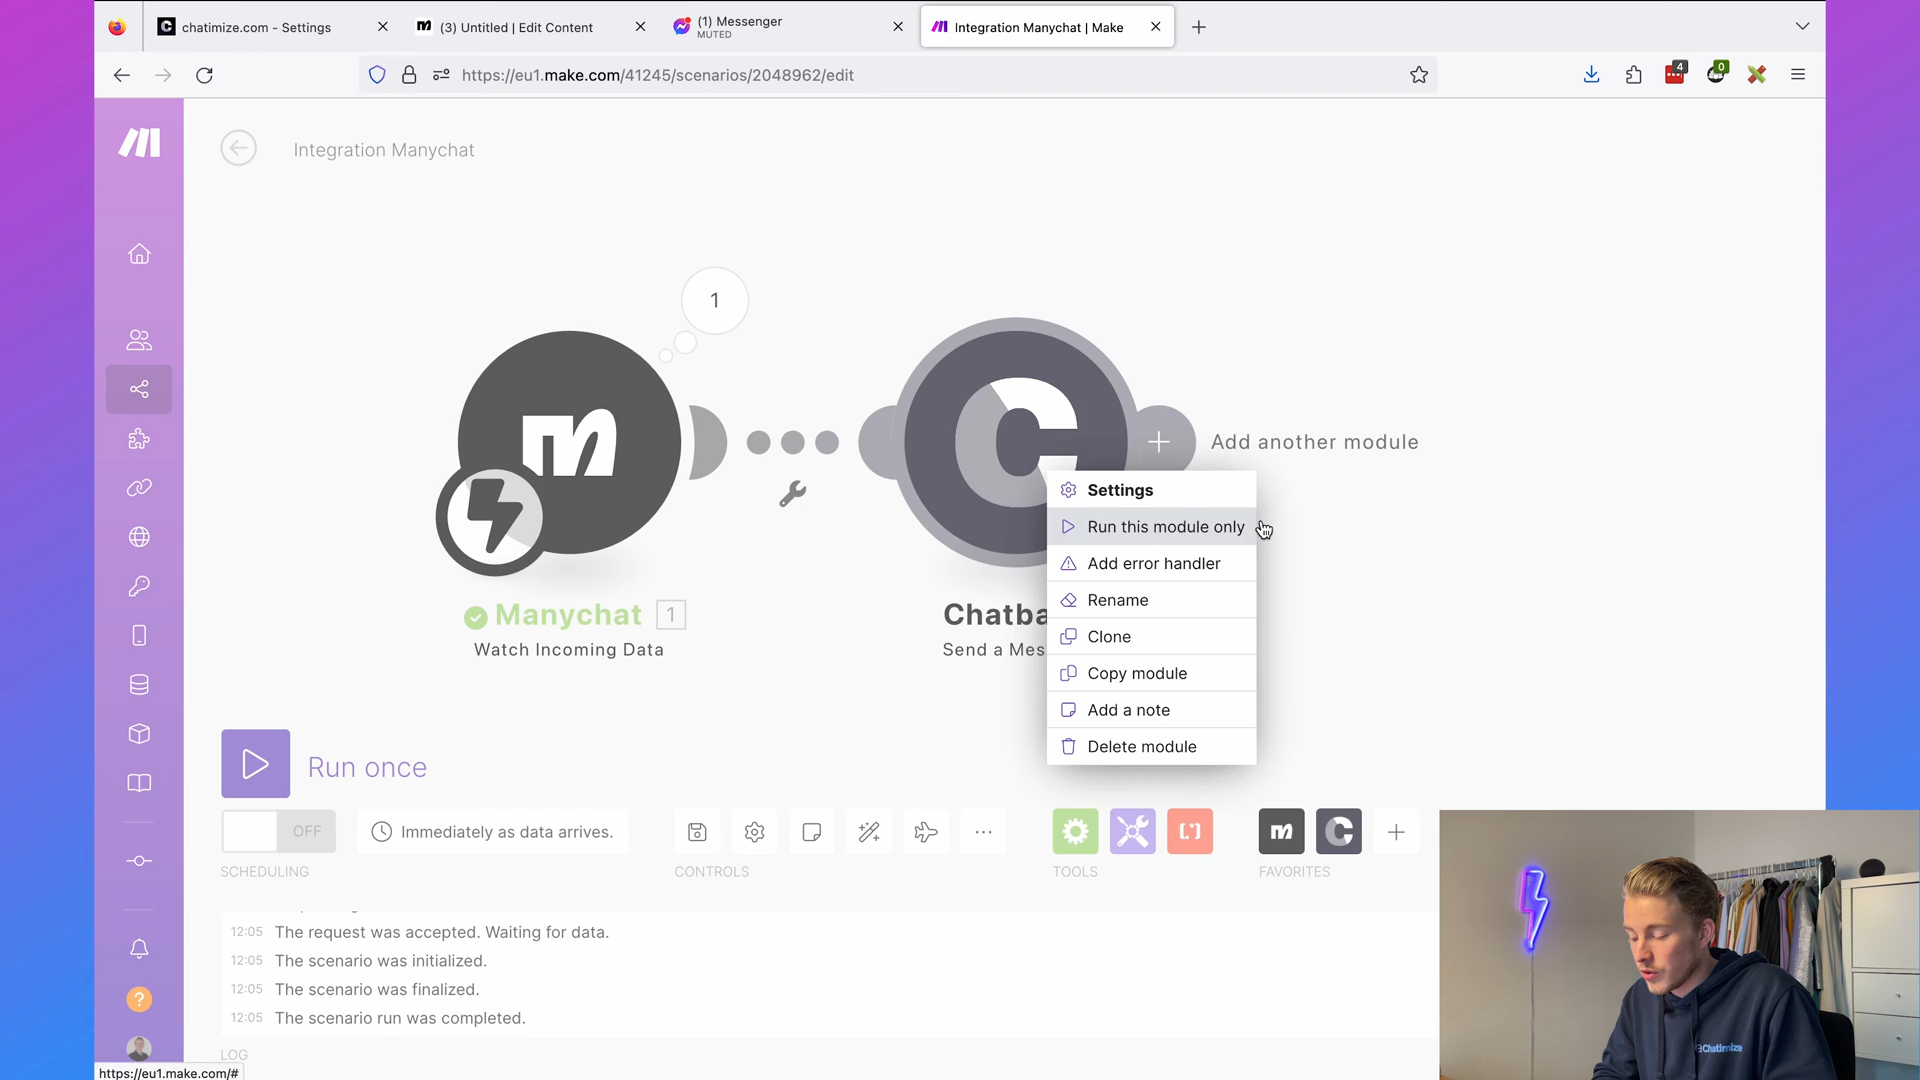 chatimize.com - Settings
(3) Untitled | Edit Content
(1) Messenger
MUTED
Integration Manychat | Make
https://eu1.make.com/41245/scenarios/2048962/edit
4
0
Integration Manychat
1
Add another module
Settings
Run this module only
Add error handler
Rename
Clone
Copy module
Add a note
Delete module
Manychat 1
Watch Incoming Data
Chatba
Send a Mes
Run once
OFF
Immediately as data arrives.
SCHEDULING
CONTROLS
TOOLS
FAVORITES
12:05 The request was accepted. Waiting for data.
12:05 The scenario was initialized.
12:05 The scenario was finalized.
12:05 The scenario run was completed.
LOG
https://eu1.make.com/#
Chatimize